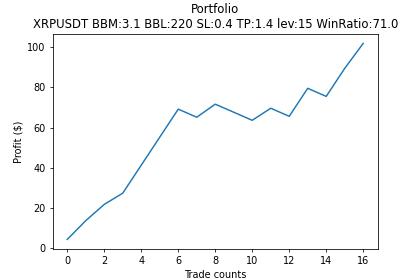 Portfolio
XRPUSDT BBM:3.1 BBL:220 SL:0.4 TP:1.4 lev:15 WinRatio:71.0
100
80
60
40
20
0
Profit ($)
0 2 4 6 8 10 12 14 16
Trade counts